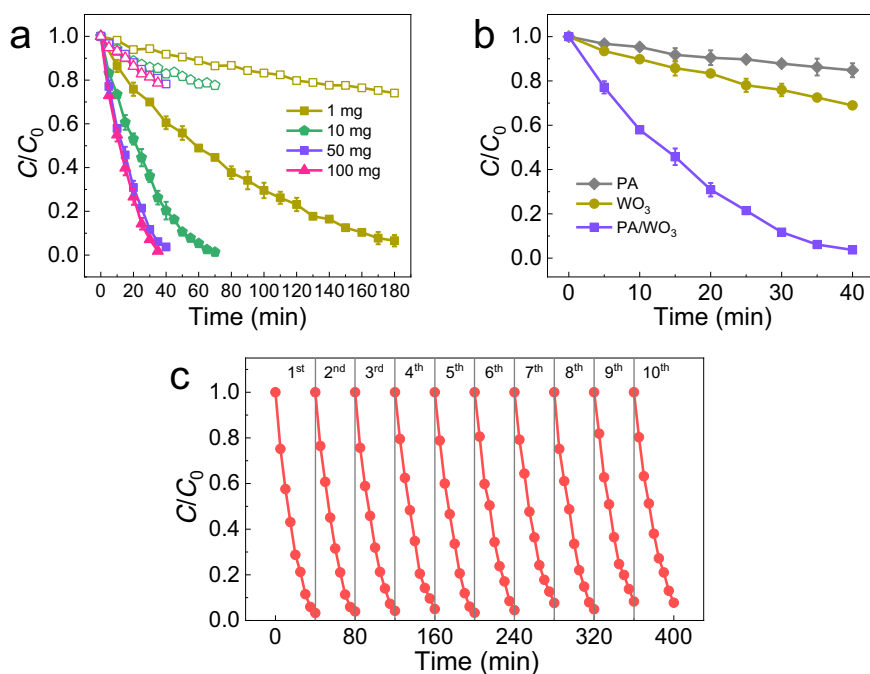 a
C/C₀
1.0
0.8
0.6
0.4
0.2
0.0
1 mg
10 mg
50 mg
100 mg
0 20 40 60 80 100 120 140 160 180
Time (min)
b
C/C₀
1.0
0.8
0.6
0.4
0.2
0.0
PA
WO₃
PA/WO₃
0 10 20 30 40
Time (min)
c
C/C₀
1.0
0.8
0.6
0.4
0.2
0.0
1ˢᵗ 2ⁿᵈ 3ʳᵈ 4ᵗʰ 5ᵗʰ 6ᵗʰ 7ᵗʰ 8ᵗʰ 9ᵗʰ 10ᵗʰ
0 80 160 240 320 400
Time (min)